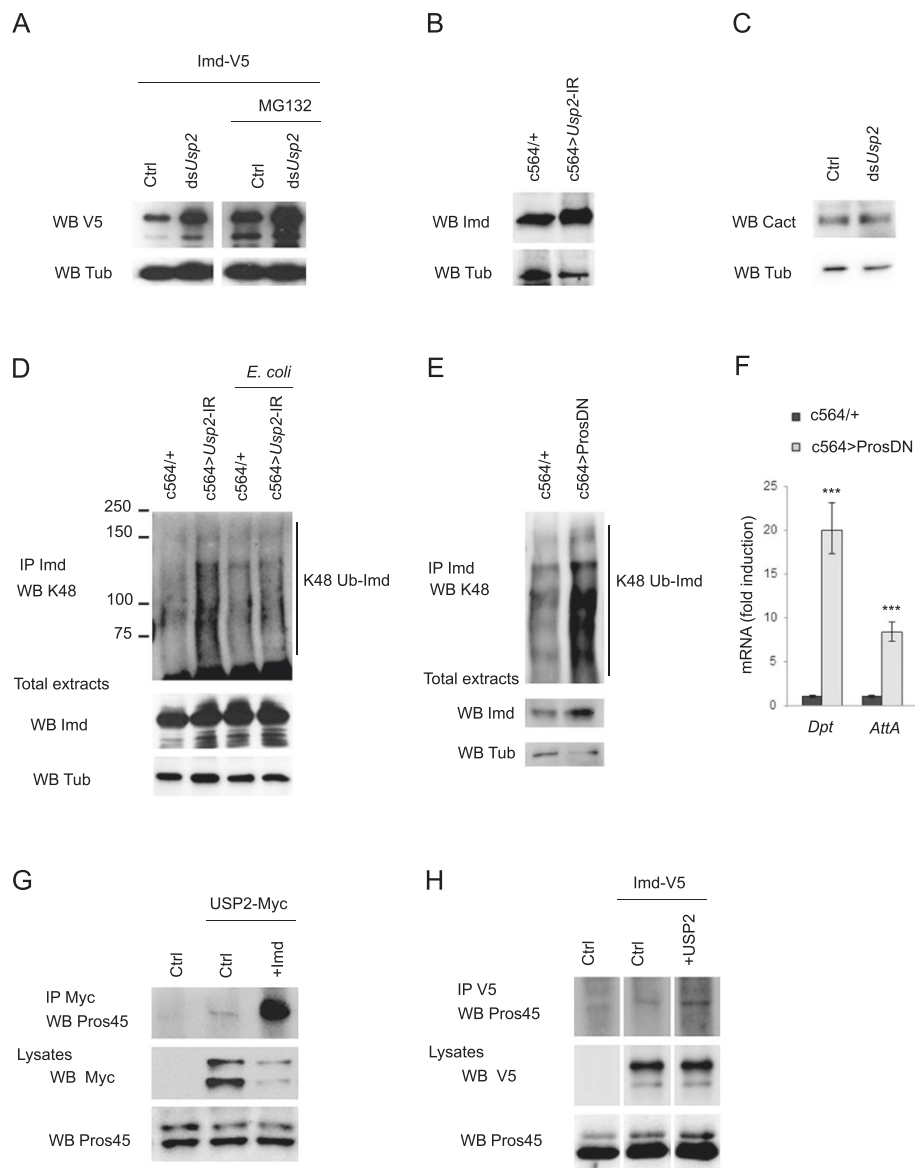 A
Imd-V5
MG132
Ctrl
dsUsp2
Ctrl
dsUsp2
WB V5
WB Tub
B
c564/+
c564>Usp2-IR
WB Imd
WB Tub
C
Ctrl
dsUsp2
WB Cact
WB Tub
D
E. coli
c564/+
c564>Usp2-IR
c564/+
c564>Usp2-IR
250
150
100
75
IP Imd
WB K48
K48 Ub-Imd
Total extracts
WB Imd
WB Tub
E
c564/+
c564>ProsDN
IP Imd
WB K48
K48 Ub-Imd
Total extracts
WB Imd
WB Tub
F
c564/+
c564>ProsDN
mRNA (fold induction)
25
20
15
10
5
0
***
***
Dpt
AttA
G
USP2-Myc
Ctrl
Ctrl
+Imd
IP Myc
WB Pros45
Lysates
WB Myc
WB Pros45
H
Imd-V5
Ctrl
Ctrl
+USP2
IP V5
WB Pros45
Lysates
WB V5
WB Pros45